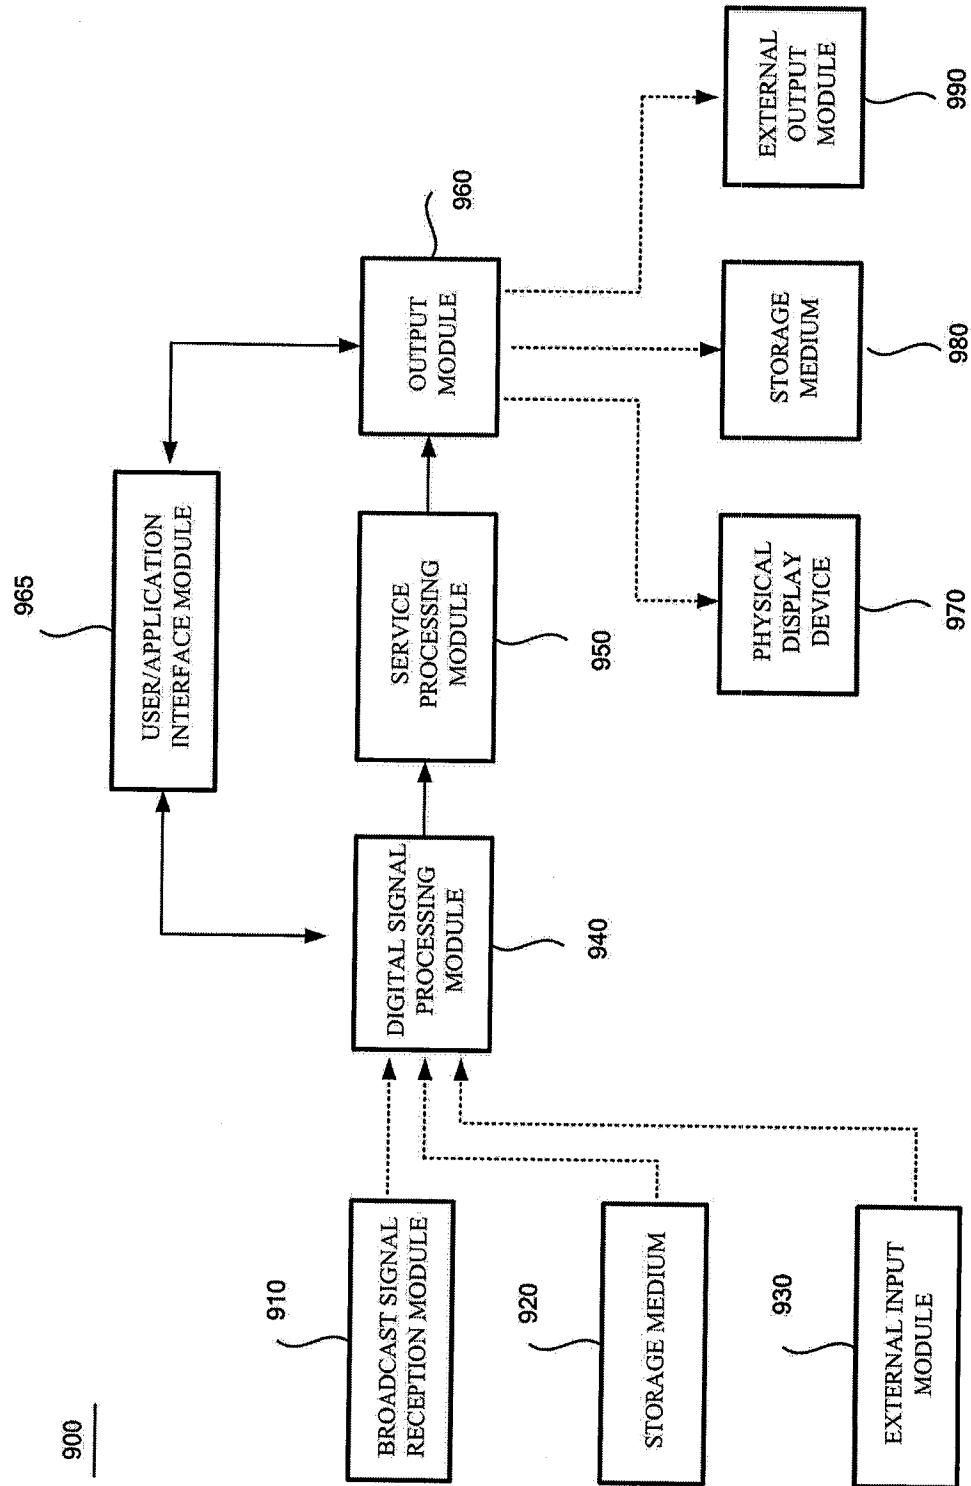 900
910
BROADCAST SIGNAL
RECEPTION MODULE
920
STORAGE MEDIUM
930
EXTERNAL INPUT
MODULE
DIGITAL SIGNAL
PROCESSING
MODULE
940
965
USER/APPLICATION
INTERFACE MODULE
SERVICE
PROCESSING
MODULE
950
OUTPUT
MODULE
960
PHYSICAL
DISPLAY
DEVICE
970
STORAGE
MEDIUM
980
EXTERNAL
OUTPUT
MODULE
990